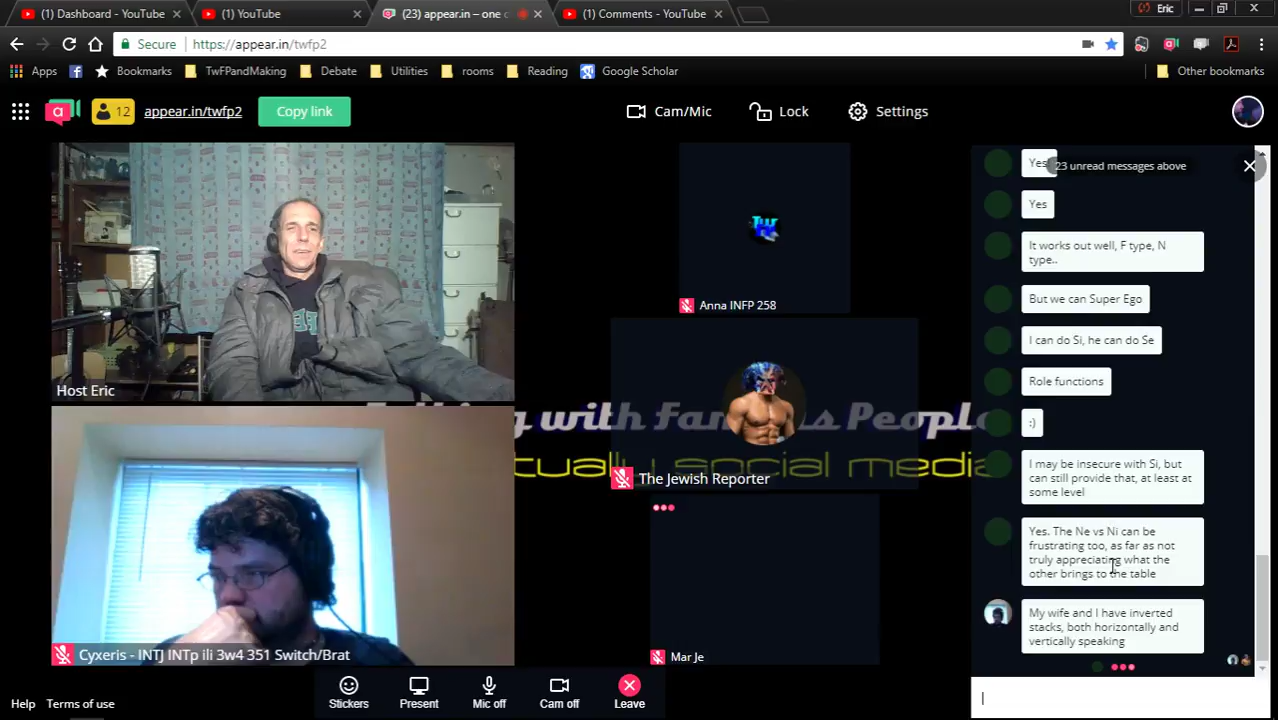 (1) Dashboard - YouTube
(1) YouTube
(23) appear.in – one c
(1) Comments - YouTube
Eric
Secure
https://appear.in/twfp2
Apps
Bookmarks
TwFPandMaking
Debate
Utilities
rooms
Reading
Google Scholar
Other bookmarks
12
appear.in/twfp2
Copy link
Cam/Mic
Lock
Settings
Host Eric
Anna INFP 258
The Jewish Reporter
Cyxeris - INTJ INTp ili 3w4 351 Switch/Brat
Mar Je
with Fam s People
tually social media
Yes
23 unread messages above
Yes
It works out well, F type, N
type..
But we can Super Ego
I can do Si, he can do Se
Role functions
:)
I may be insecure with Si, but
can still provide that, at least at
some level
Yes. The Ne vs Ni can be
frustrating too, as far as not
truly appreciating what the
other brings to the table
My wife and I have inverted
stacks, both horizontally and
vertically speaking
Help
Terms of use
Stickers
Present
Mic off
Cam off
Leave